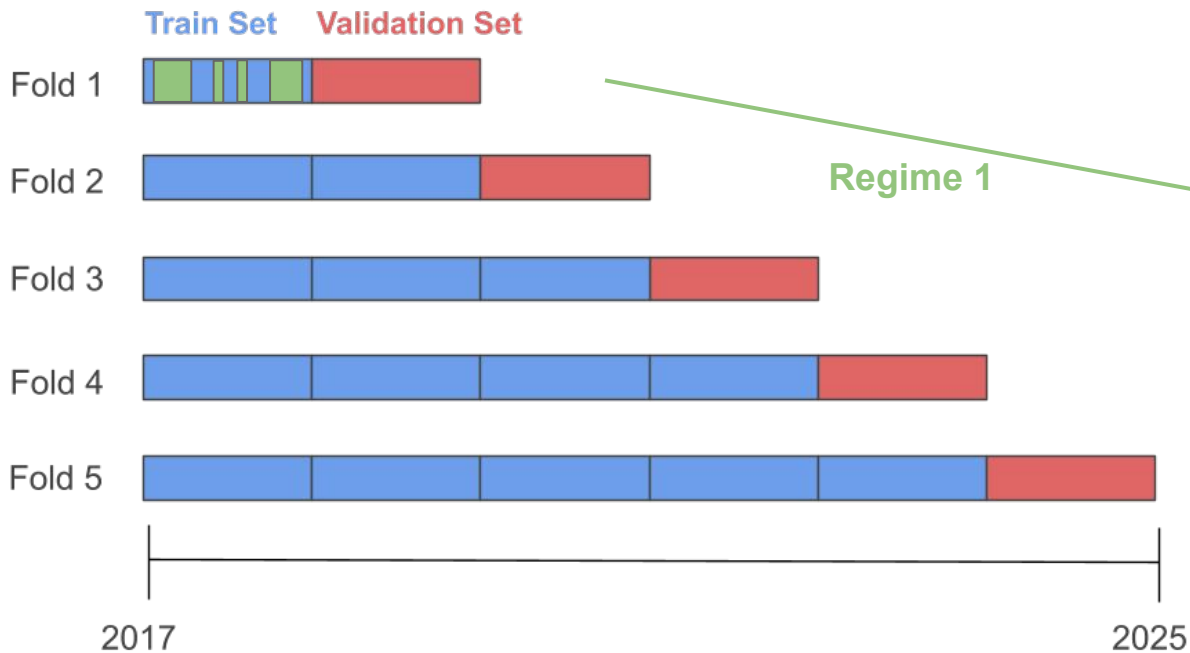 Train Set Validation Set
Fold 1
Regime 1
Fold 2
Fold 3
Fold 4
Fold 5
2017 2025